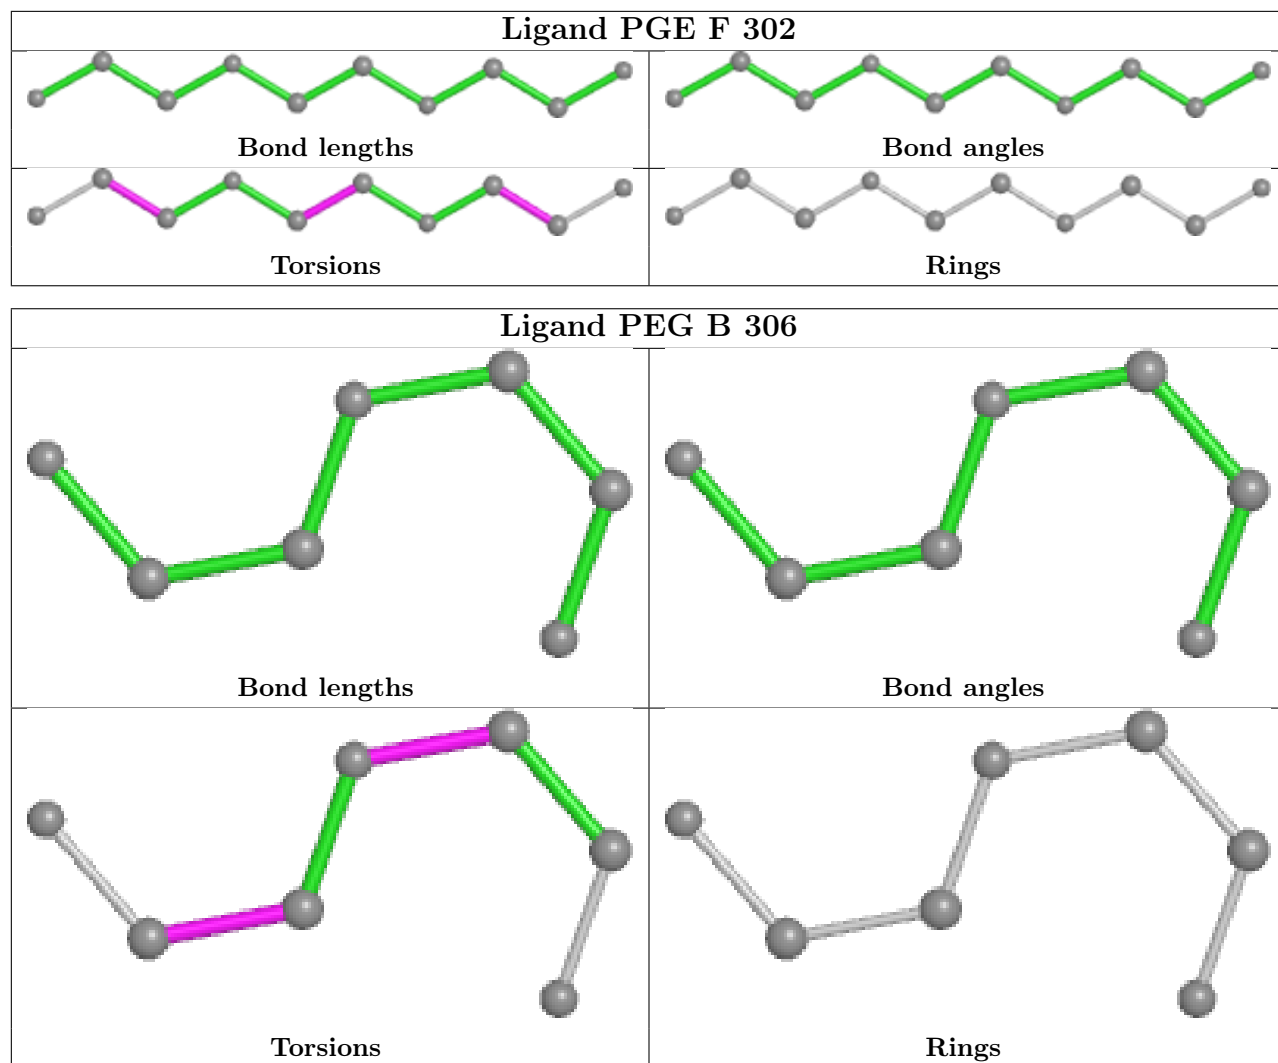 Ligand PGE F 302
Bond lengths
Bond angles
Torsions
Rings
Ligand PEG B 306
Bond lengths
Bond angles
Torsions
Rings